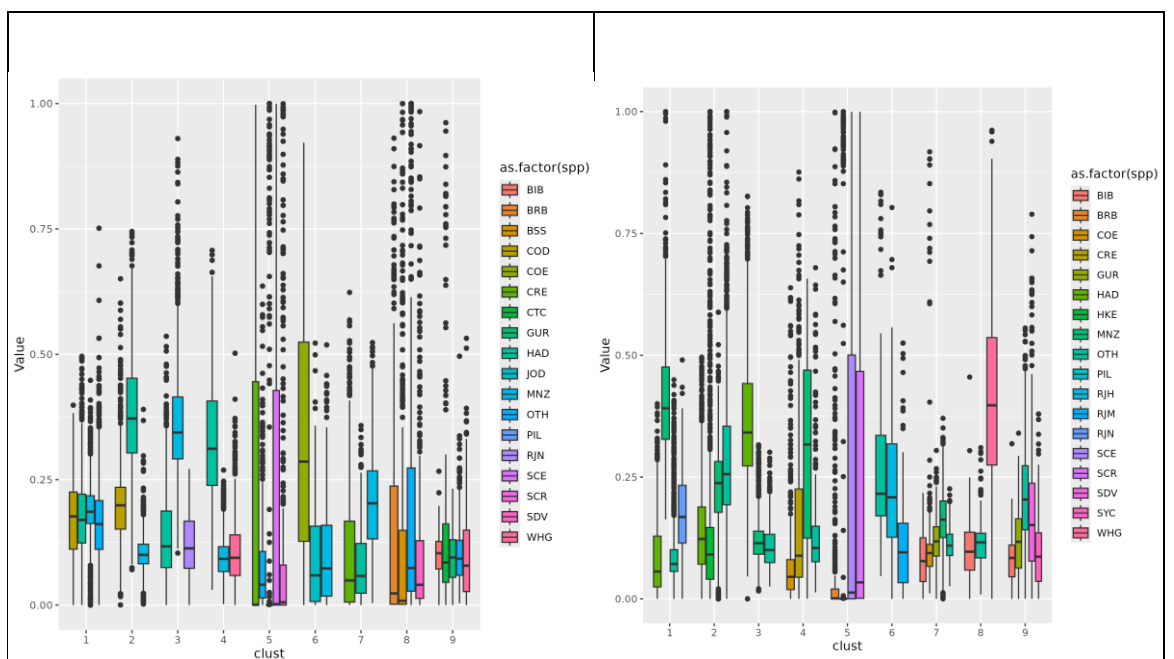 1.00
0.75
0.50
0.25
0.00
Value
1 2 3 4 5 6 7 8 9
clust
as.factor(spp)
BIB
BRB
BSS
COD
COE
CRE
CTC
GUR
HAD
JOD
MNZ
OTH
PIL
RJN
SCE
SCR
SDV
WHG
1.00
0.75
0.50
0.25
0.00
Value
1 2 3 4 5 6 7 8 9
clust
as.factor(spp)
BIB
BRB
COE
CRE
GUR
HAD
HKE
MNZ
OTH
PIL
RJH
RJM
RJN
SCE
SCR
SDV
SYC
WHG